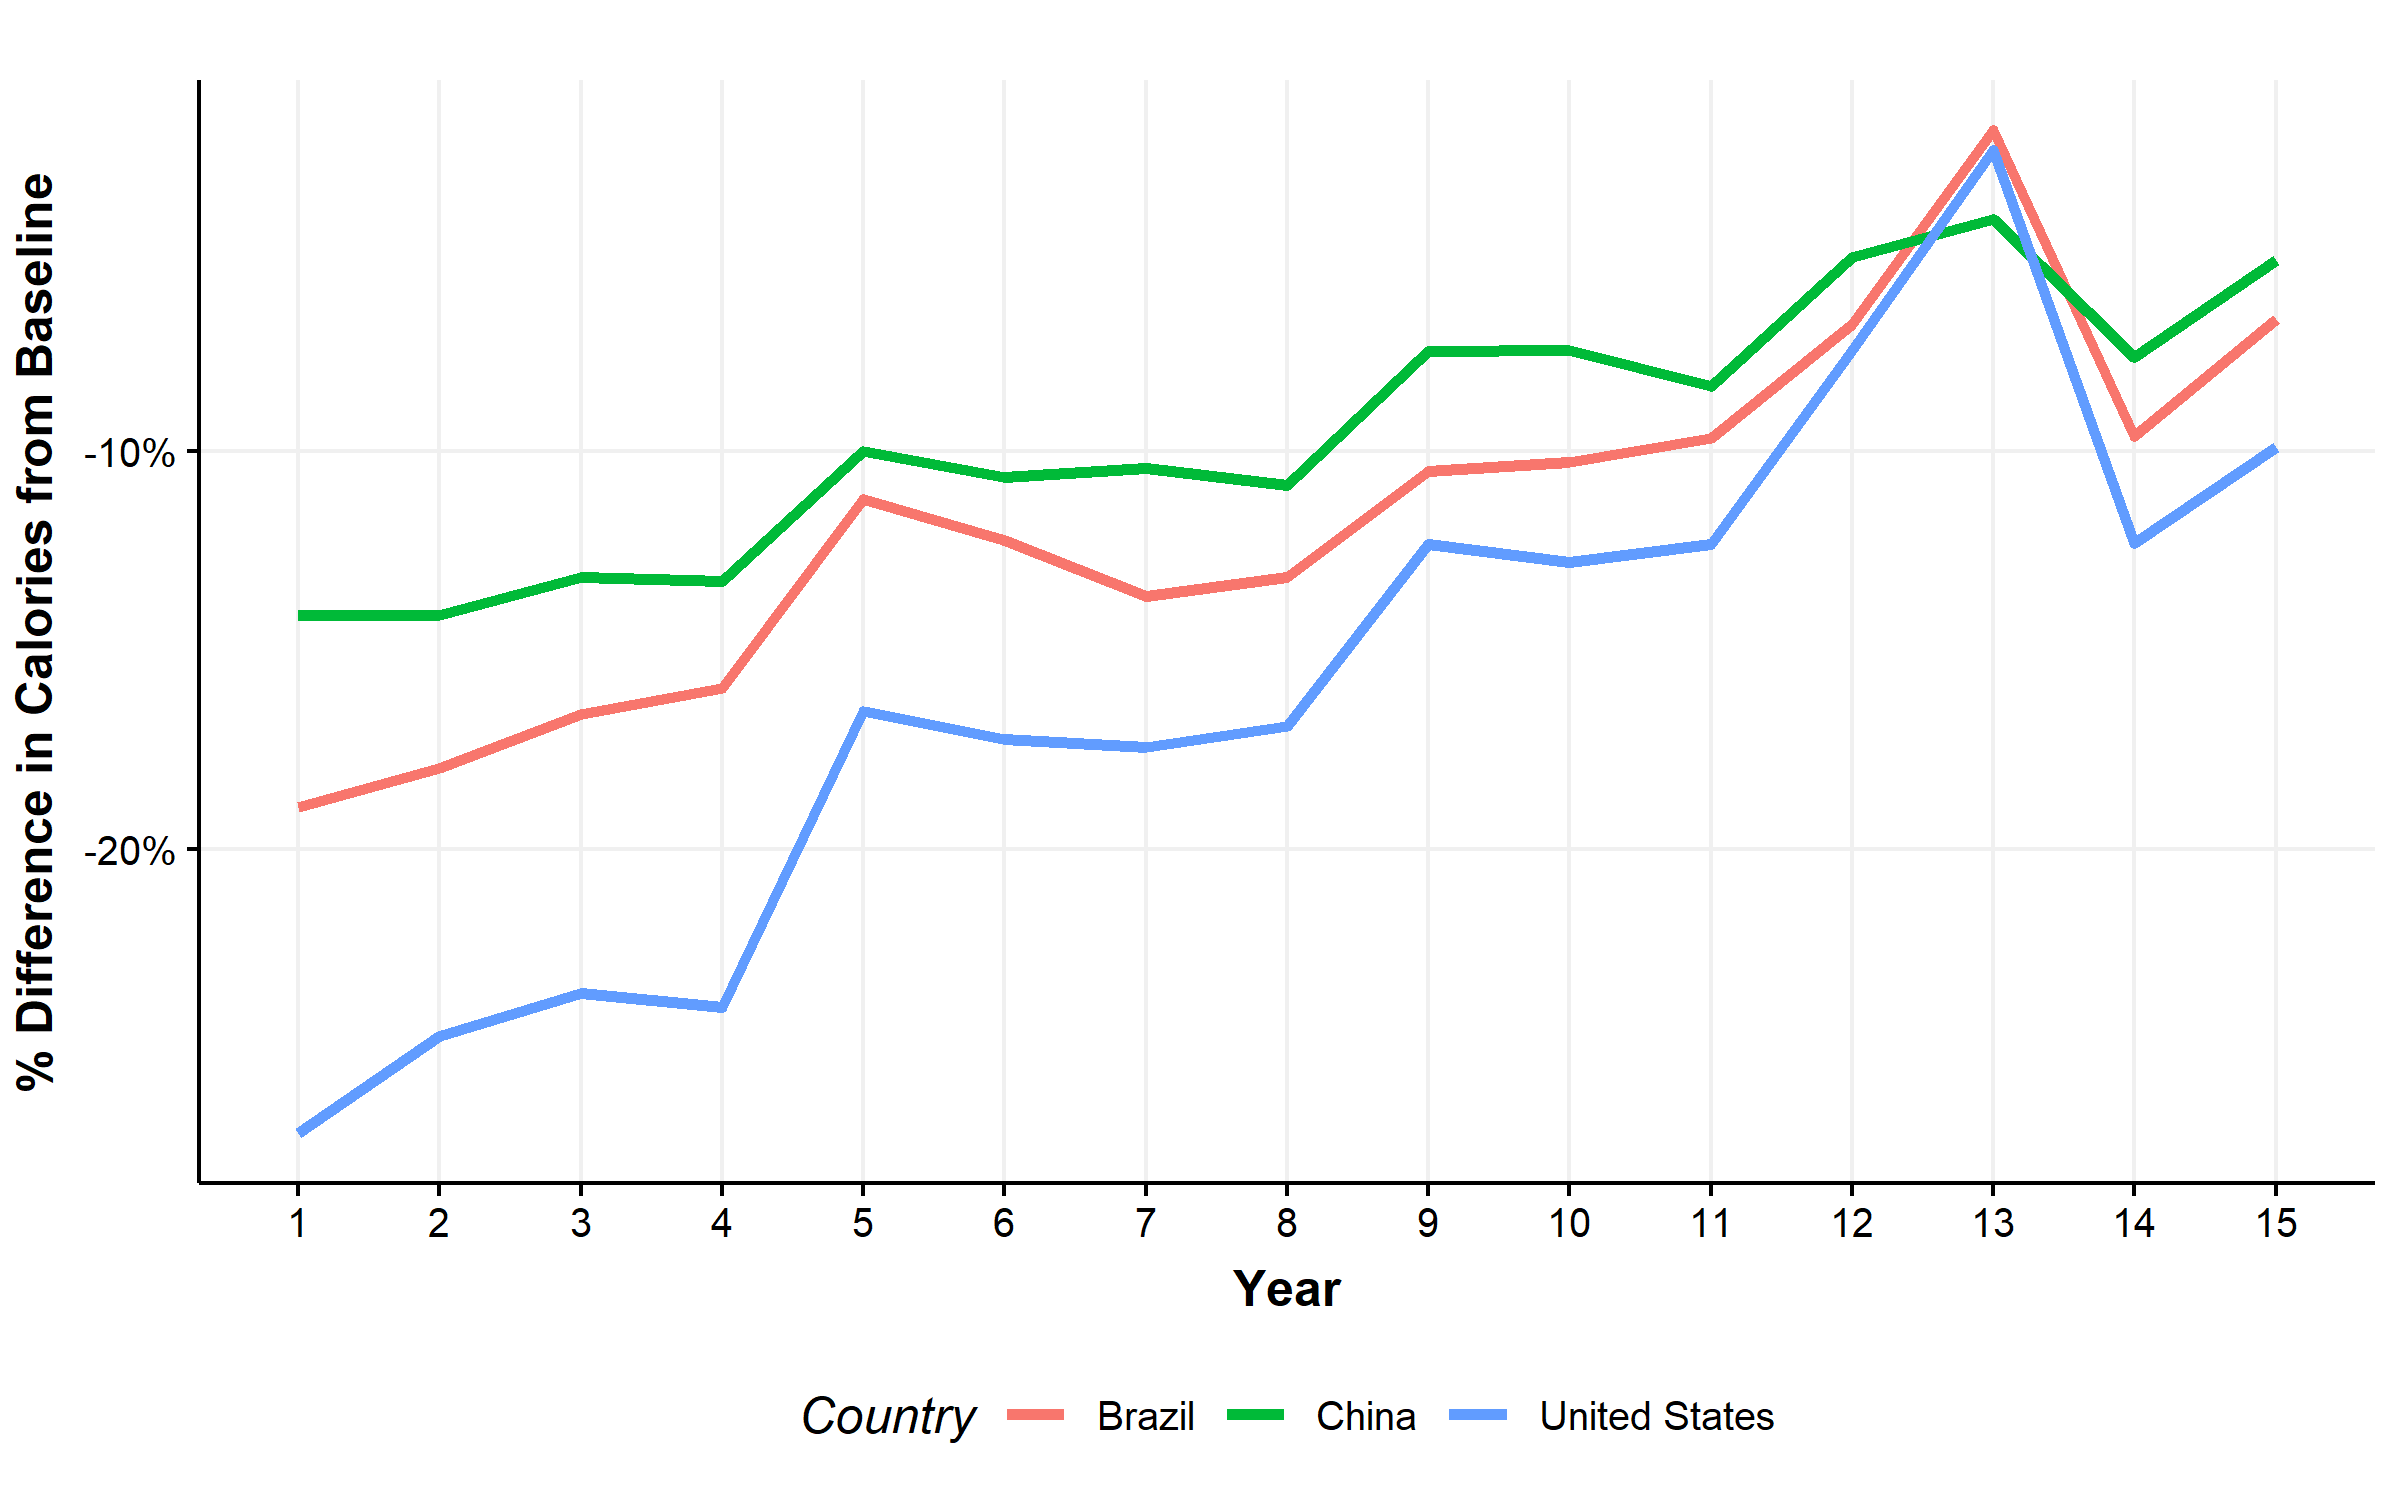 % Difference in Calories from Baseline
-10%
-20%
1 2 3 4 5 6 7 8 9 10 11 12 13 14 15
Year
Country Brazil China United States